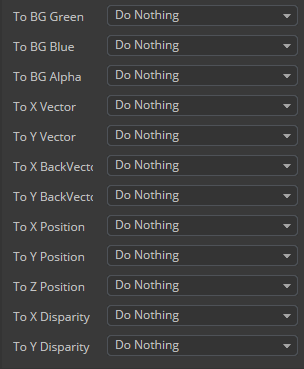 To BG Green Do Nothing
To BG Blue Do Nothing
To BG Alpha Do Nothing
To X Vector Do Nothing
To Y Vector Do Nothing
To X BackVecto Do Nothing
To Y BackVecto Do Nothing
To X Position Do Nothing
To Y Position Do Nothing
To Z Position Do Nothing
To X Disparity Do Nothing
To Y Disparity Do Nothing